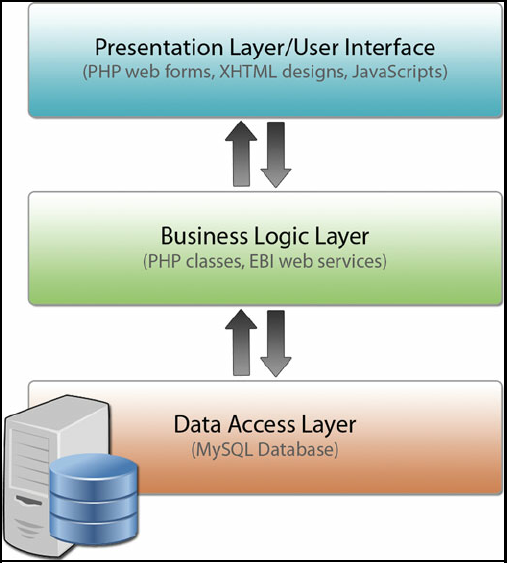 Presentation Layer/User Interface
(PHP web forms, XHTML designs, JavaScripts)
Business Logic Layer
(PHP classes, EBI web services)
Data Access Layer
(MySQL Database)